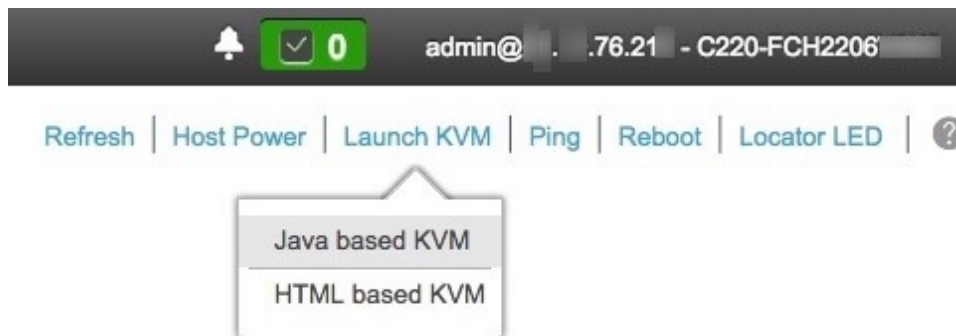 0 admin@ . .76.21 - C220-FCH2206
Refresh | Host Power | Launch KVM | Ping | Reboot | Locator LED | ?
Java based KVM
HTML based KVM